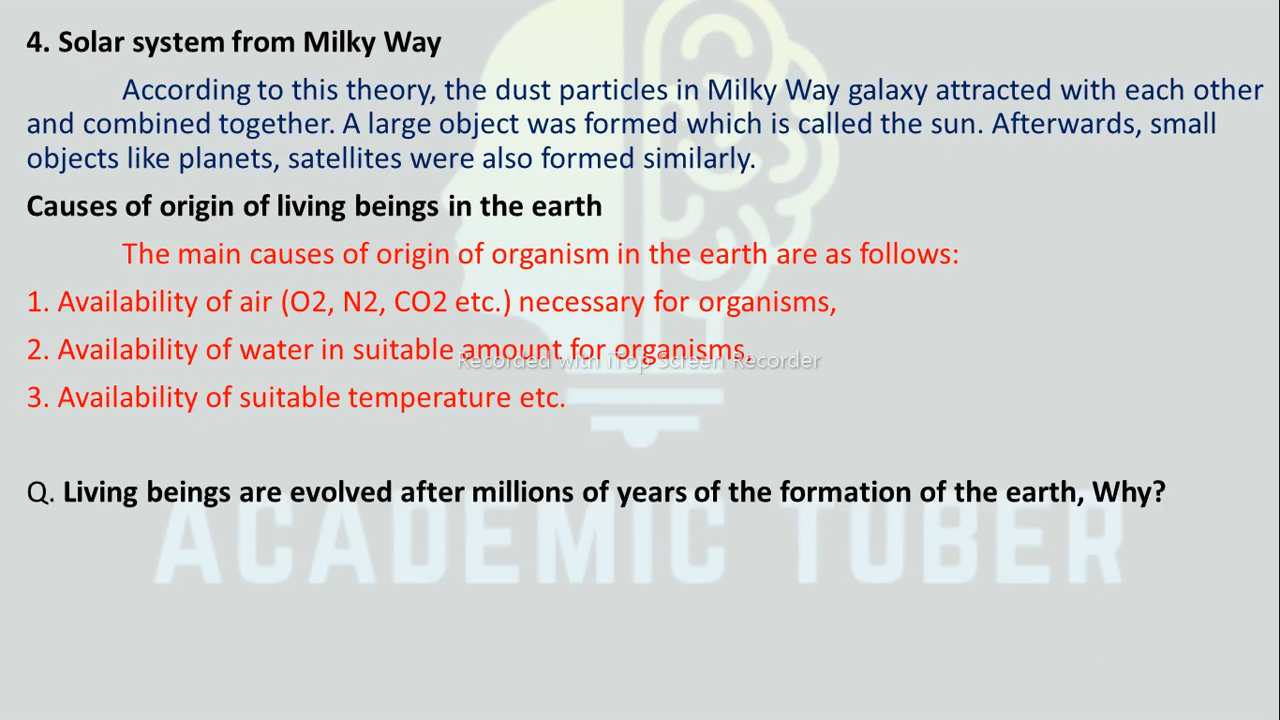 4. Solar system from Milky Way
According to this theory, the dust particles in Milky Way galaxy attracted with each other
and combined together. A large object was formed which is called the sun. Afterwards, small
objects like planets, satellites were also formed similarly.
Causes of origin of living beings in the earth
The main causes of origin of organism in the earth are as follows:
1. Availability of air (O2, N2, CO2 etc.) necessary for organisms,
2. Availability of water in suitable amount for organisms,
Recorded with iTop Screen Recorder
3. Availability of suitable temperature etc.
Q. Living beings are evolved after millions of years of the formation of the earth, Why?
ACADEMIC TUBER